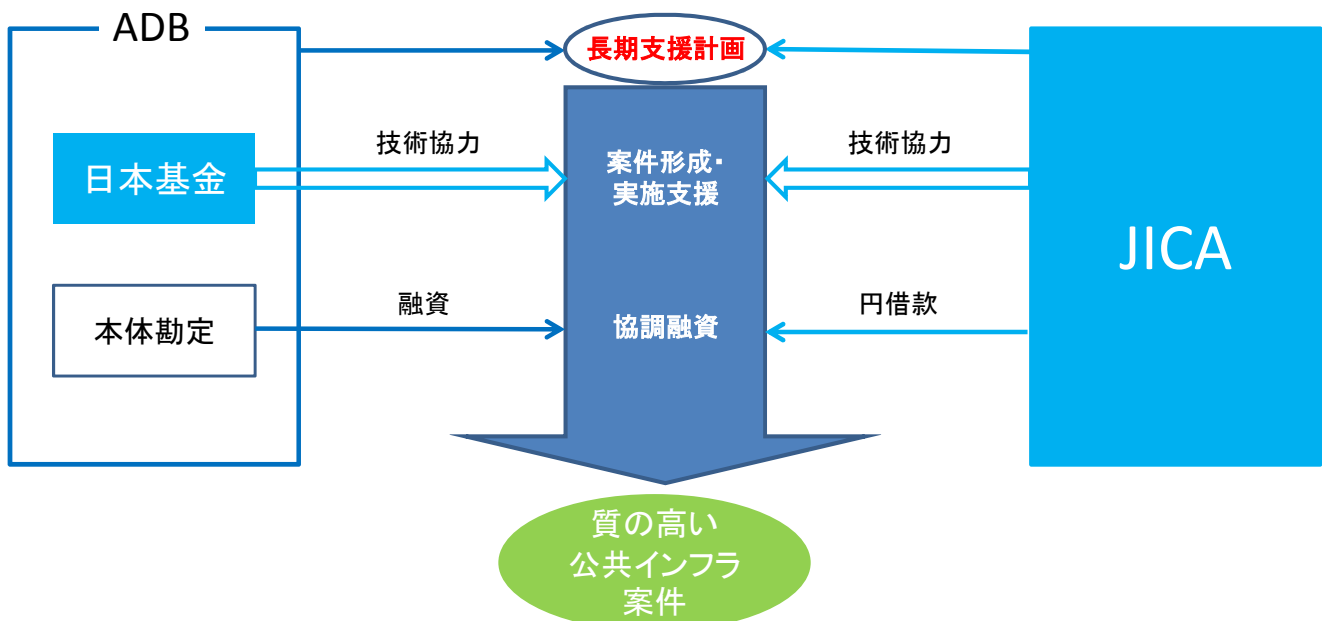 ADB
長期支援計画
技術協力
技術協力
日本基金
案件形成・
実施支援
JICA
融資
円借款
本体勘定
協調融資
質の高い
公共インフラ
案件